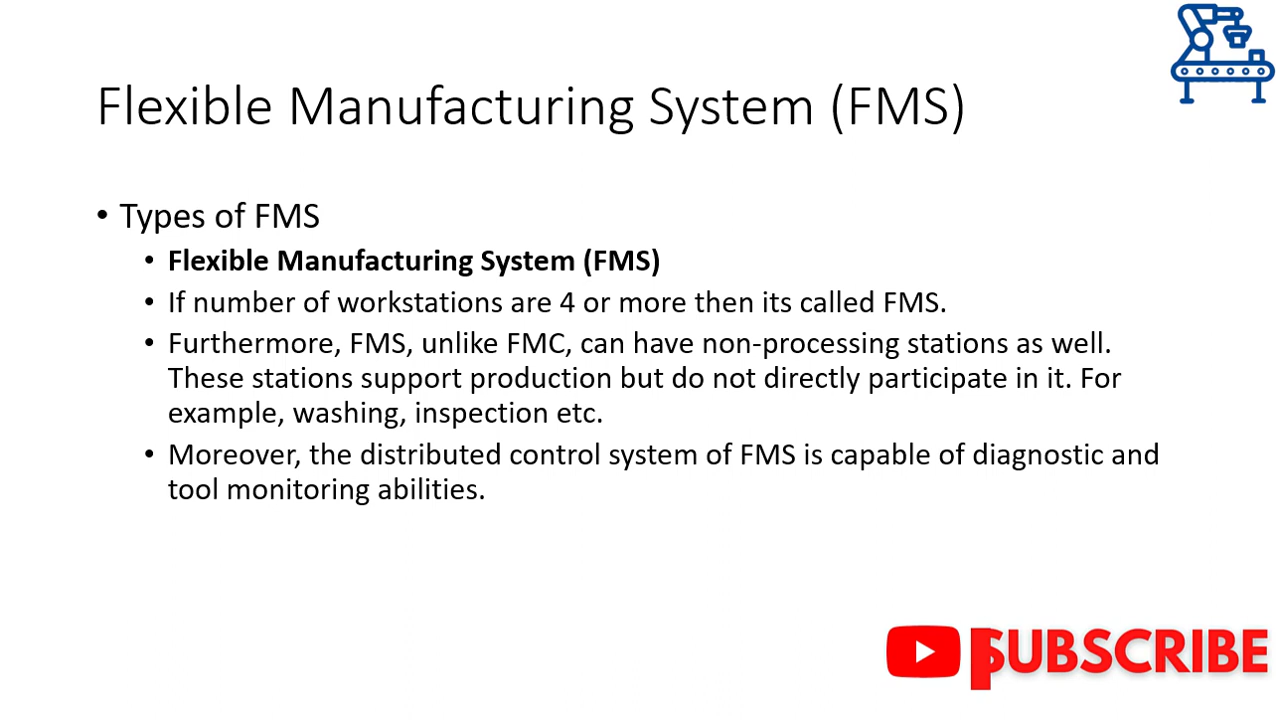 Flexible Manufacturing System (FMS)
• Types of FMS
• Flexible Manufacturing System (FMS)
• If number of workstations are 4 or more then its called FMS.
• Furthermore, FMS, unlike FMC, can have non-processing stations as well.
These stations support production but do not directly participate in it. For
example, washing, inspection etc.
• Moreover, the distributed control system of FMS is capable of diagnostic and
tool monitoring abilities.
SUBSCRIBE